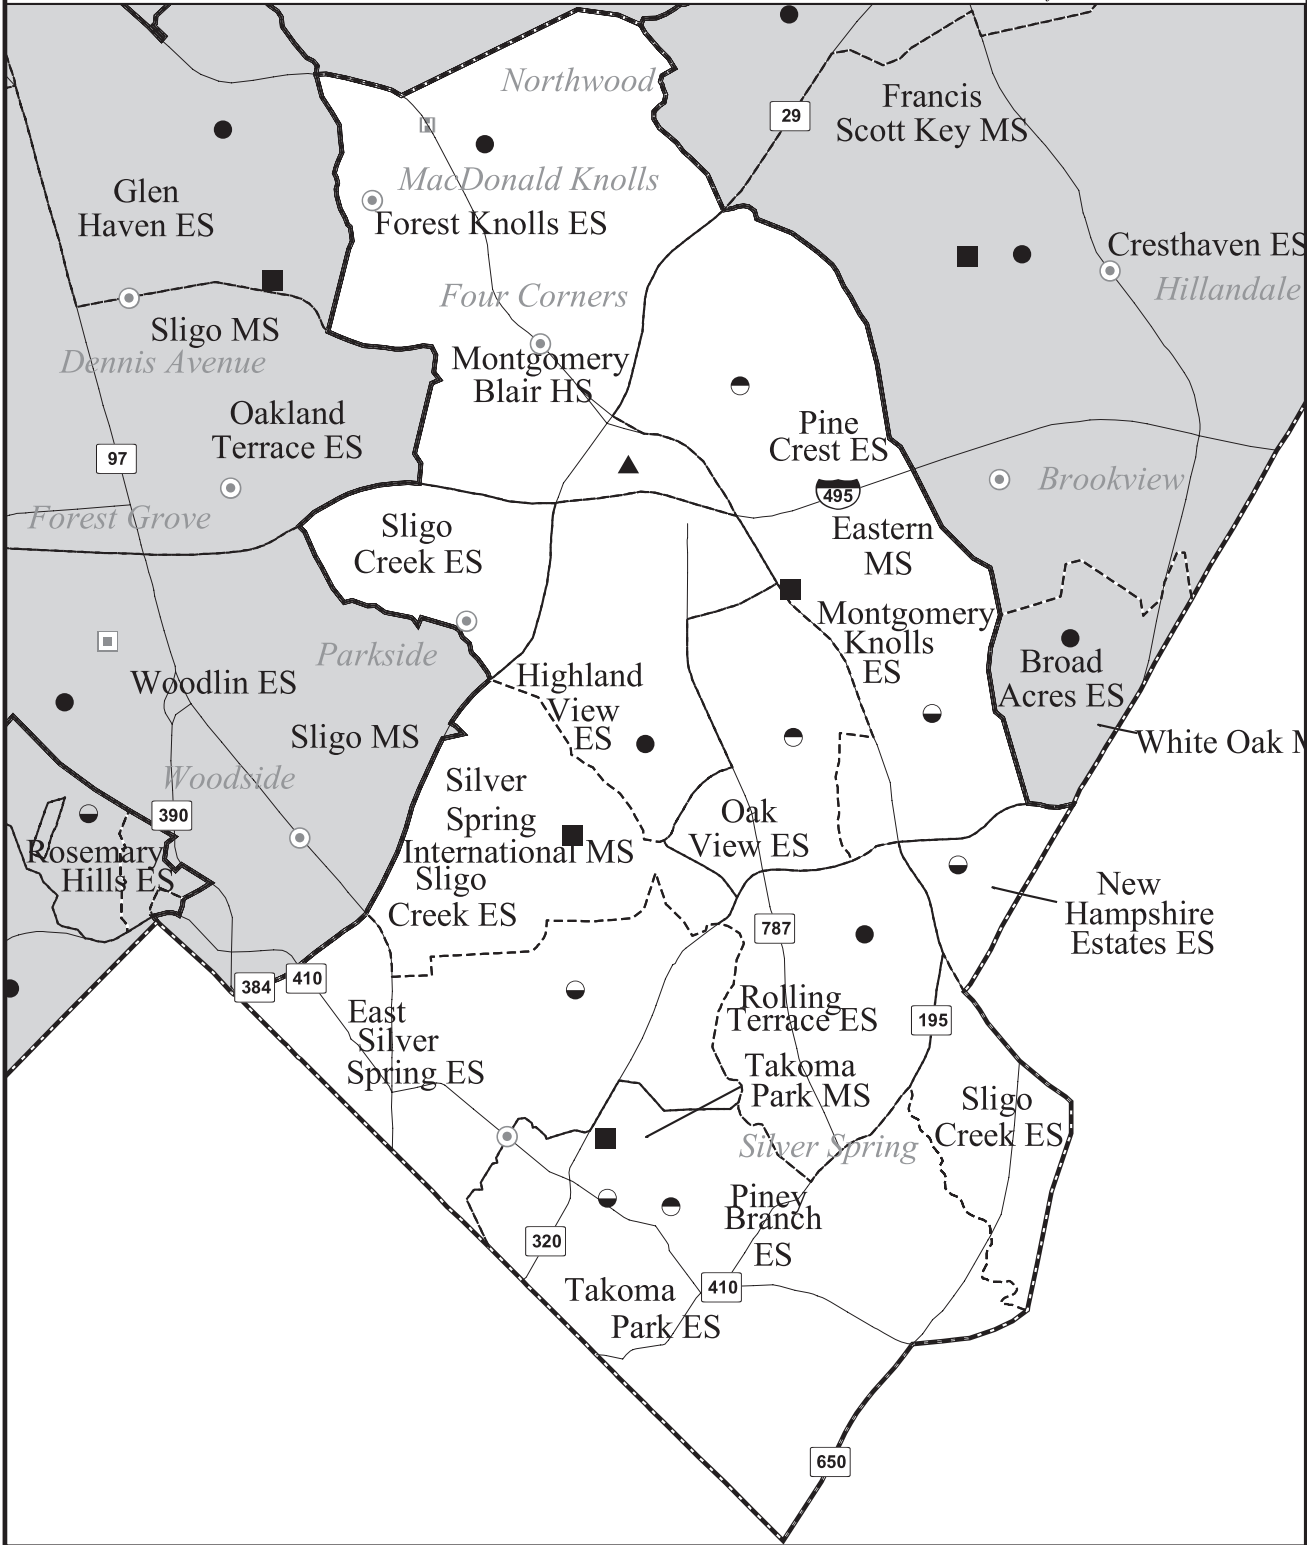 Northwood
29
Francis
Scott Key MS
MacDonald Knolls
Glen
Haven ES
Forest Knolls ES
Cresthaven ES
Hillandale
Four Corners
Sligo MS
Dennis Avenue
Montgomery
Blair HS
Oakland
Terrace ES
Pine
Crest ES
97
495
Brookview
Forest Grove
Sligo
Creek ES
Eastern
MS
Montgomery
Knolls
ES
Parkside
Broad
Acres ES
Woodlin ES
Highland
View
ES
Sligo MS
White Oak M
Woodside
Silver
Spring
International MS
390
Oak
View ES
Rosemary
Hills ES
Sligo
Creek ES
New
Hampshire
Estates ES
787
384
410
Rolling
Terrace ES
195
East
Silver
Spring ES
Takoma
Park MS
Sligo
Creek ES
Silver Spring
Piney
Branch
ES
320
410
Takoma
Park ES
650